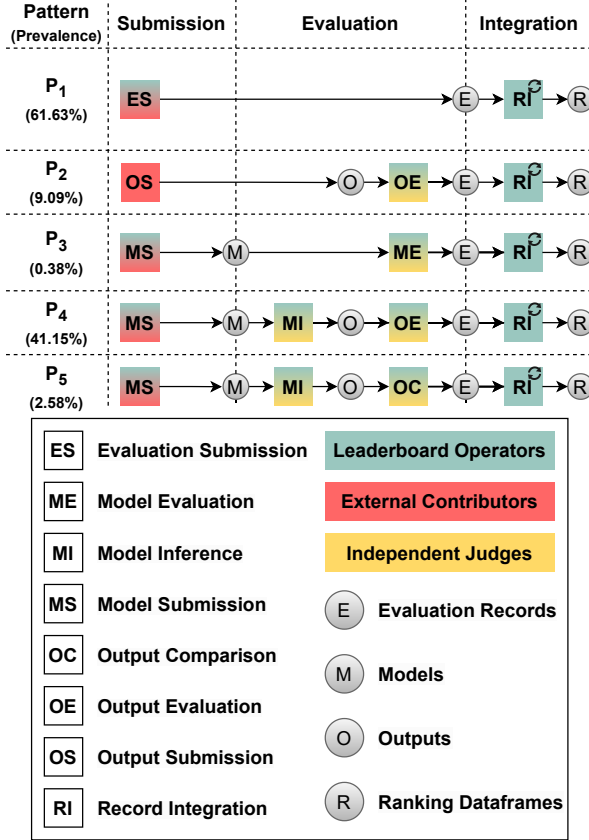 Pattern (Prevalence) Submission Evaluation Integration
P1 (61.63%) ES E RI R
P2 (9.09%) OS O OE E RI R
P3 (0.38%) MS M ME E RI R
P4 (41.15%) MS M MI O OE E RI R
P5 (2.58%) MS M MI O OC E RI R
ES Evaluation Submission
ME Model Evaluation
MI Model Inference
MS Model Submission
OC Output Comparison
OE Output Evaluation
OS Output Submission
RI Record Integration
Leaderboard Operators
External Contributors
Independent Judges
E Evaluation Records
M Models
O Outputs
R Ranking Dataframes